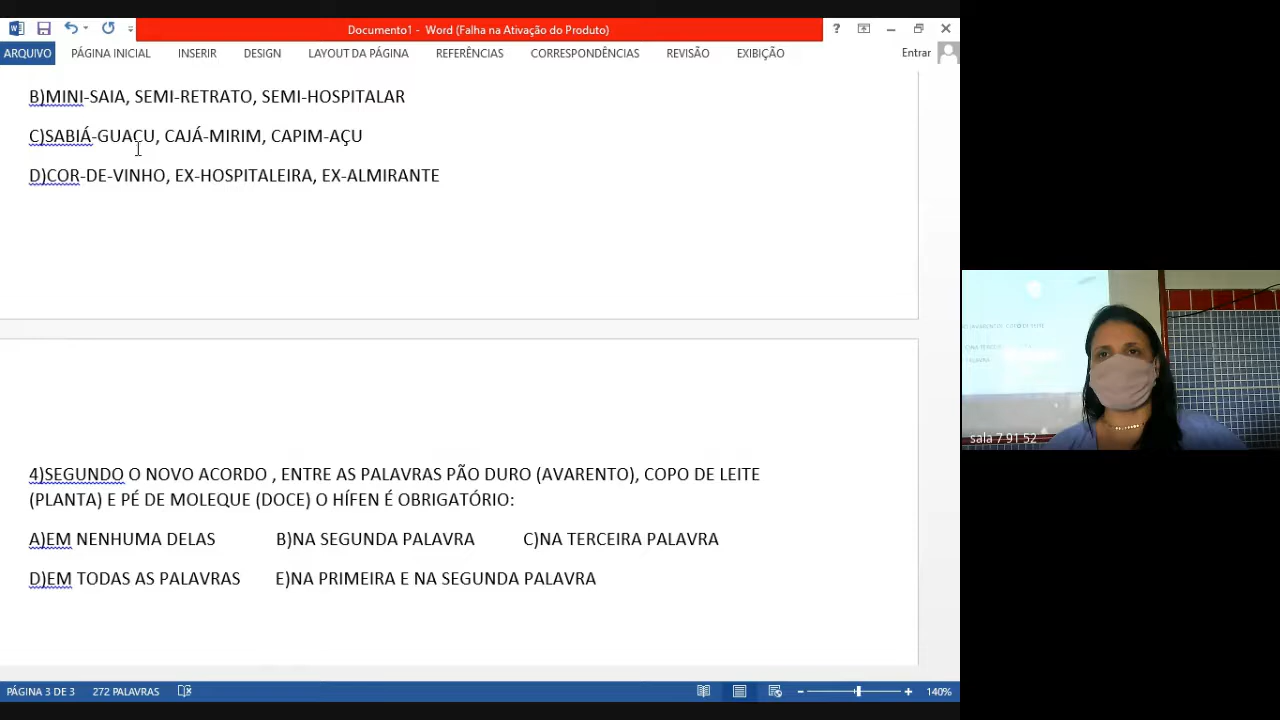 Documento1 - Word (Falha na Ativação do Produto)
?
ARQUIVO PÁGINA INICIAL INSERIR DESIGN LAYOUT DA PÁGINA REFERÊNCIAS CORRESPONDÊNCIAS REVISÃO EXIBIÇÃO Entrar
B)MINI-SAIA, SEMI-RETRATO, SEMI-HOSPITALAR
C)SABIÁ-GUAÇU, CAJÁ-MIRIM, CAPIM-AÇU
D)COR-DE-VINHO, EX-HOSPITALEIRA, EX-ALMIRANTE
4)SEGUNDO O NOVO ACORDO , ENTRE AS PALAVRAS PÃO DURO (AVARENTO), COPO DE LEITE
(PLANTA) E PÉ DE MOLEQUE (DOCE) O HÍFEN É OBRIGATÓRIO:
A)EM NENHUMA DELAS B)NA SEGUNDA PALAVRA C)NA TERCEIRA PALAVRA
D)EM TODAS AS PALAVRAS E)NA PRIMEIRA E NA SEGUNDA PALAVRA
PÁGINA 3 DE 3 272 PALAVRAS 140%
sala 7 91 52